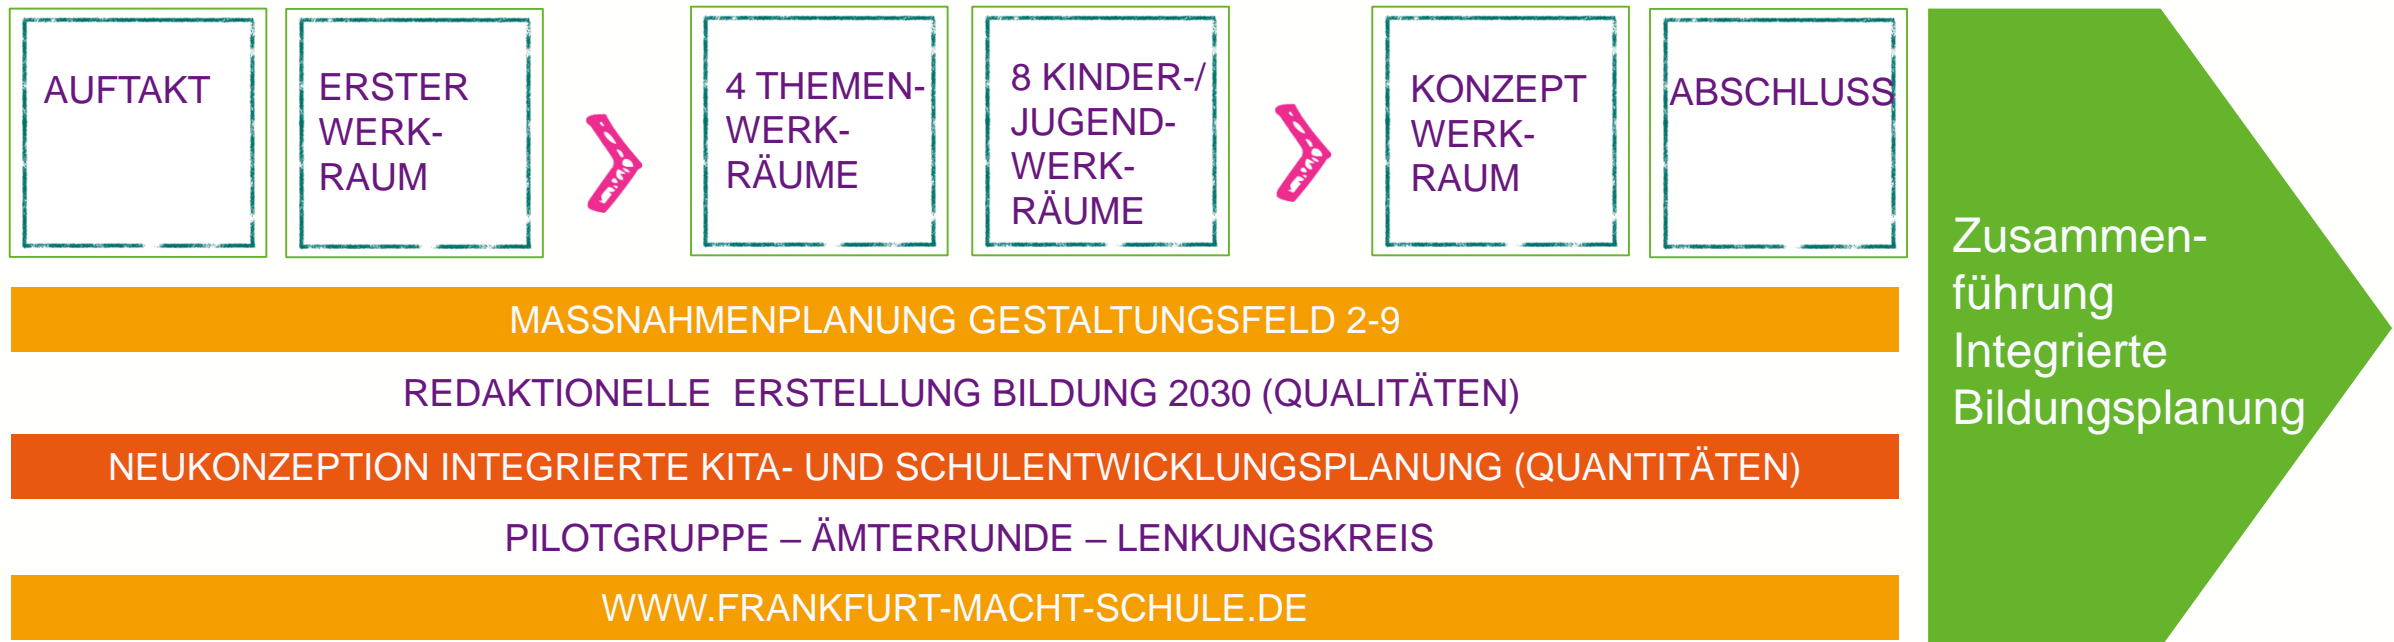 AUFTAKT
ERSTER
WERK-
RAUM
4 THEMEN-
WERK-
RÄUME
8 KINDER-/
JUGEND-
WERK-
RÄUME
KONZEPT
WERK-
RAUM
ABSCHLUSS
MASSNAHMENPLANUNG GESTALTUNGSFELD 2-9
REDAKTIONELLE ERSTELLUNG BILDUNG 2030 (QUALITÄTEN)
NEUKONZEPTION INTEGRIERTE KITA- UND SCHULENTWICKLUNGSPLANUNG (QUANTITÄTEN)
PILOTGRUPPE – ÄMTERRUNDE – LENKUNGSKREIS
WWW.FRANKFURT-MACHT-SCHULE.DE
Zusammen-
führung
Integrierte
Bildungsplanung